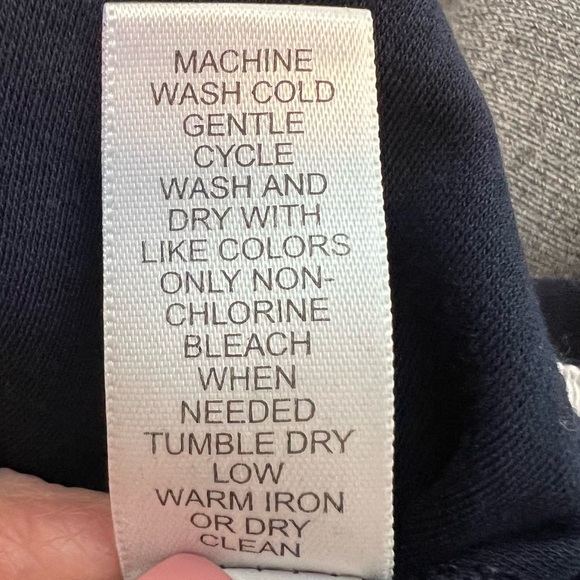 MACHINE
WASH COLD
GENTLE
CYCLE
WASH AND
DRY WITH
LIKE COLORS
ONLY NON-
CHLORINE
BLEACH
WHEN
NEEDED
TUMBLE DRY
LOW
WARM IRON
OR DRY
CLEAN